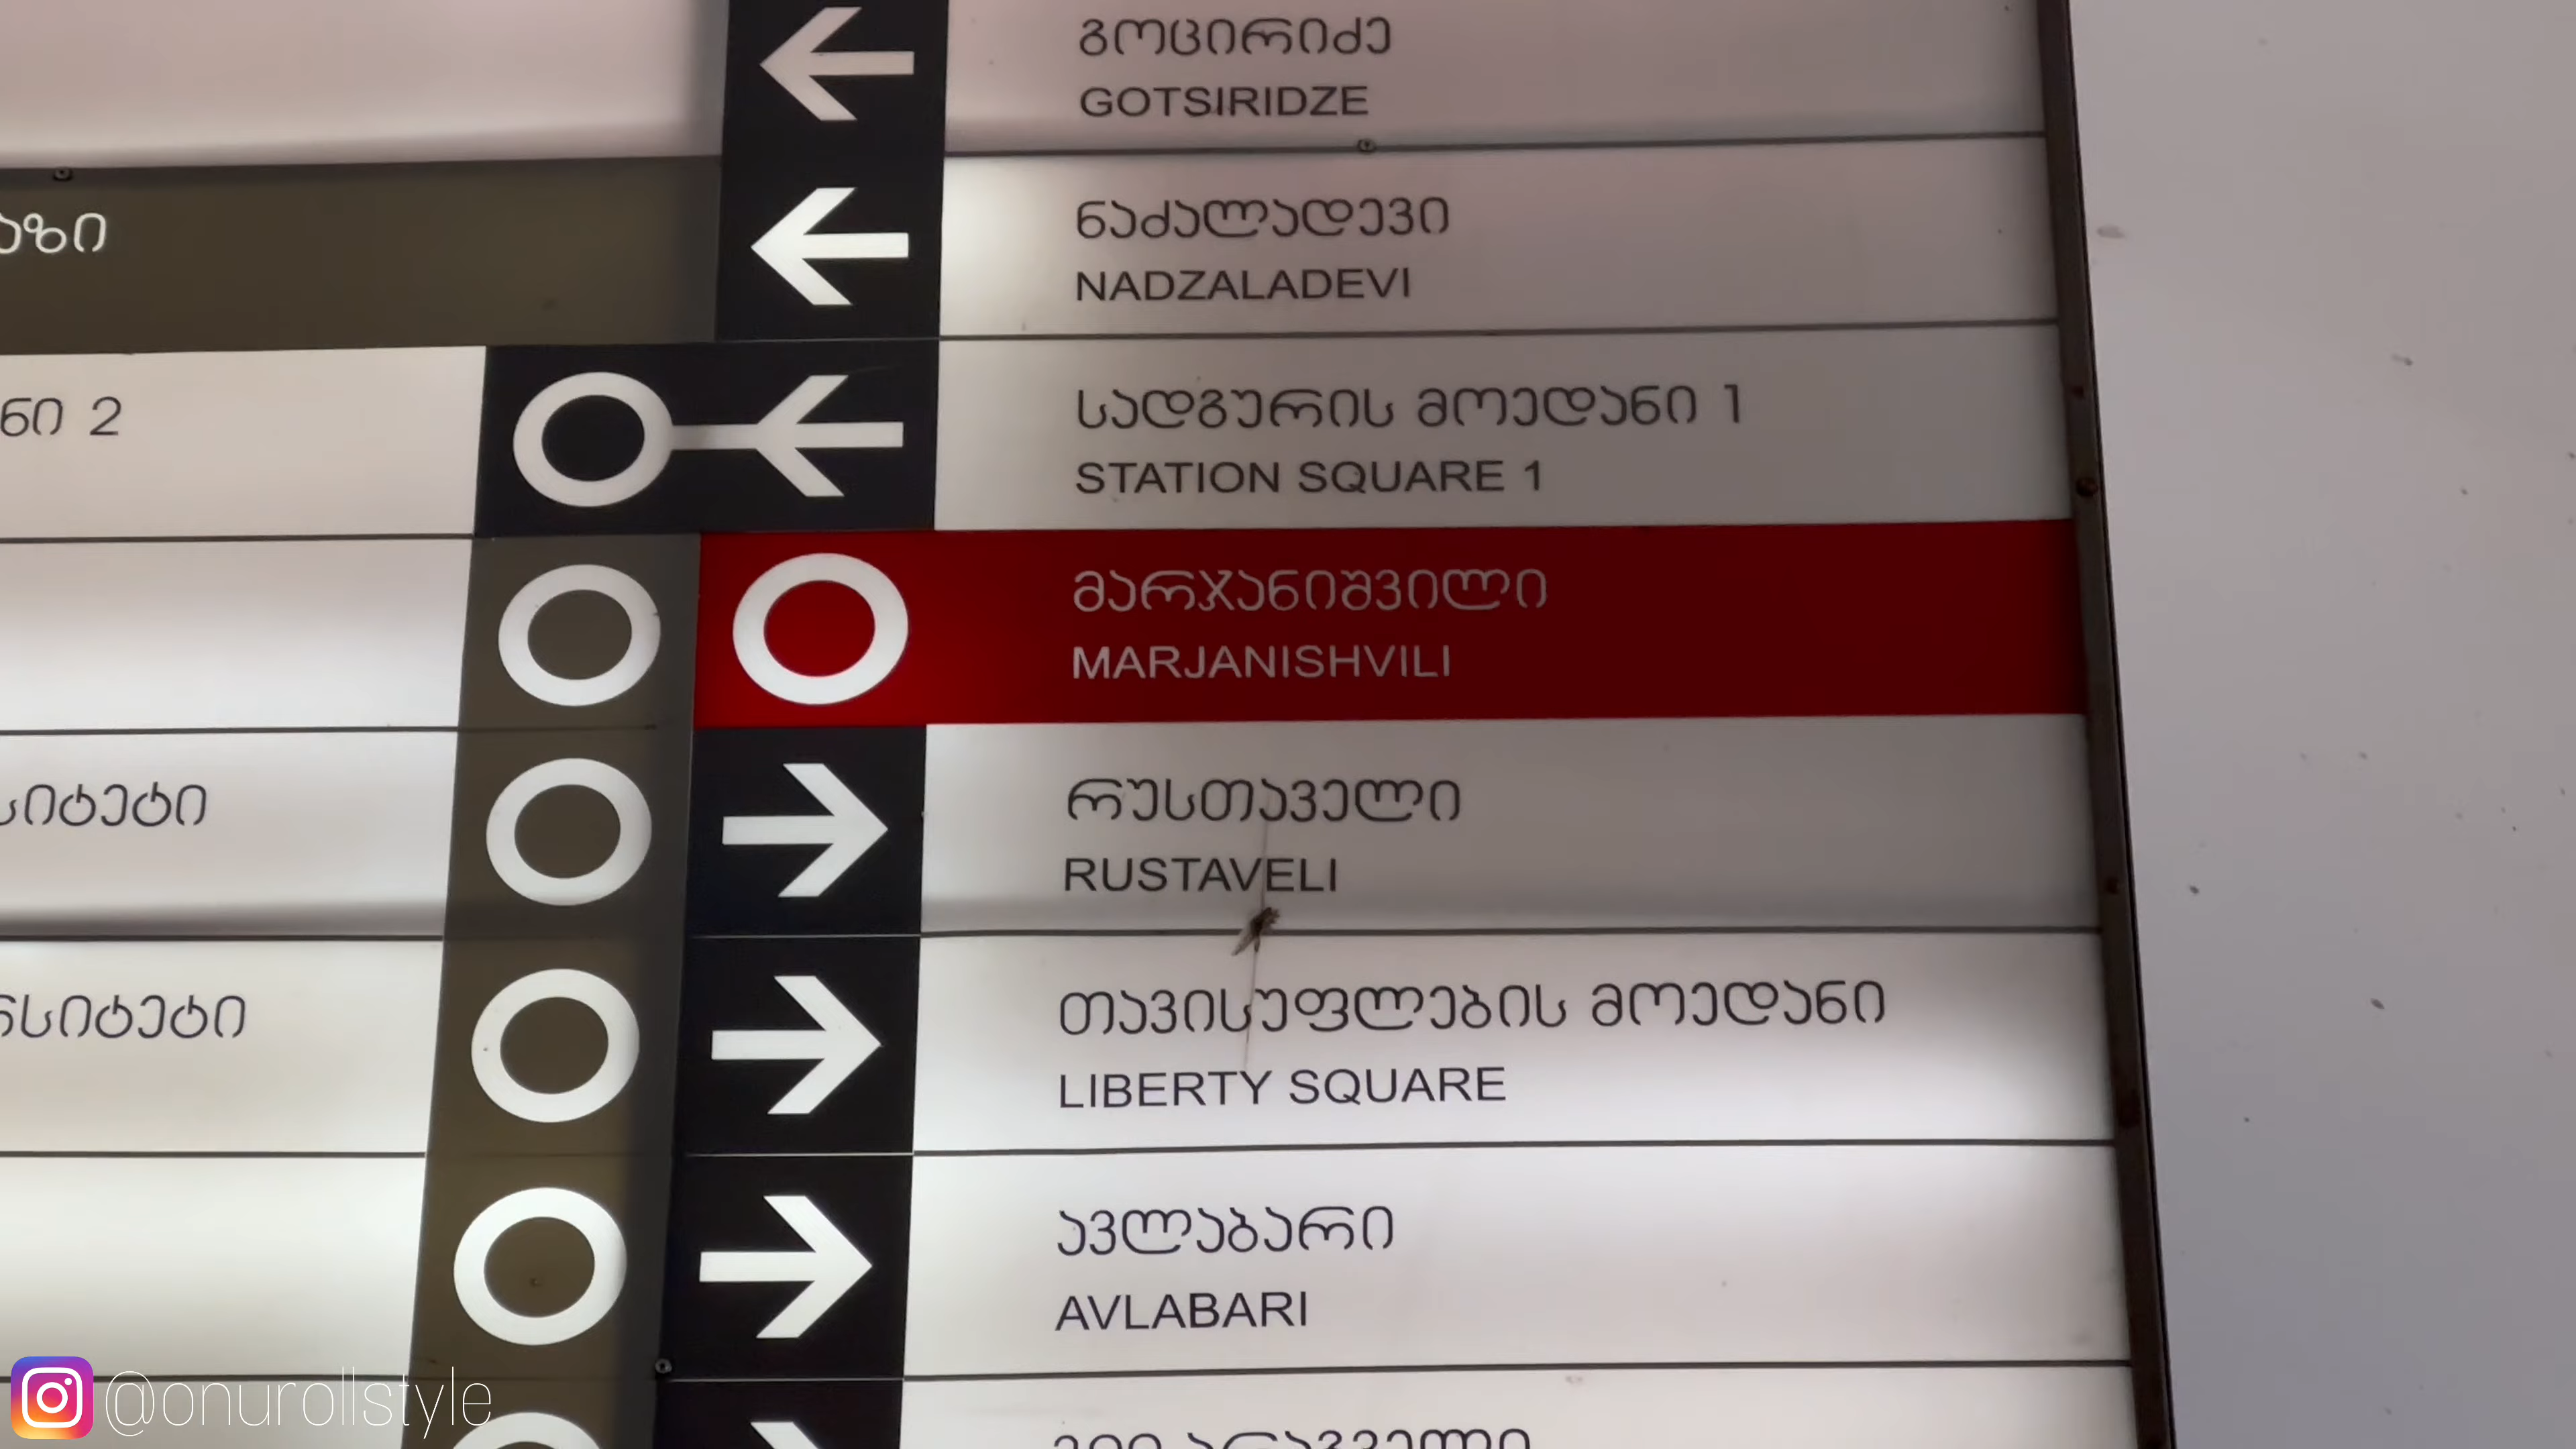 გოცირიძე
GOTSIRIDZE
ნაძალადევი
NADZALADEVI
სადგურის მოედანი 1
STATION SQUARE 1
მარჯანიშვილი
MARJANISHVILI
რუსთაველი
RUSTAVELI
თავისუფლების მოედანი
LIBERTY SQUARE
ავლაბარი
AVLABARI
2
@onurollstyle